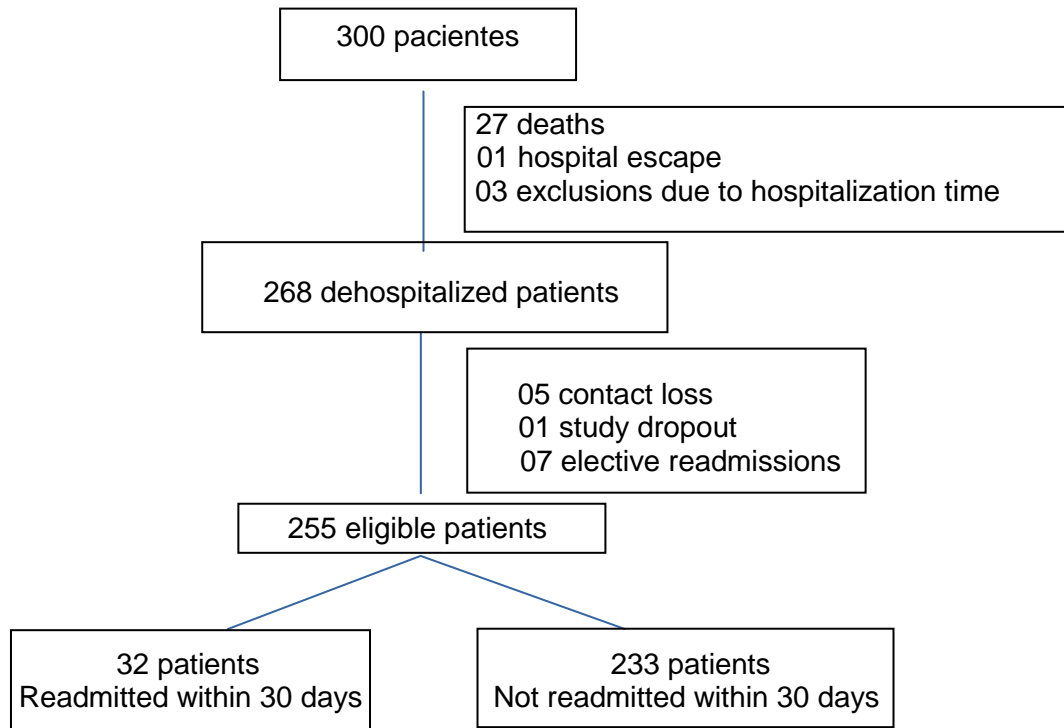 300 pacientes
27 deaths
01 hospital escape
03 exclusions due to hospitalization time
268 dehospitalized patients
05 contact loss
01 study dropout
07 elective readmissions
255 eligible patients
32 patients
Readmitted within 30 days
233 patients
Not readmitted within 30 days